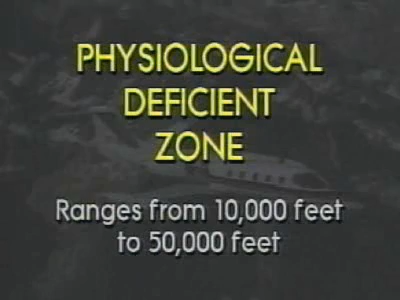 PHYSIOLOGICAL
DEFICIENT
ZONE
Ranges from 10,000 feet
to 50,000 feet